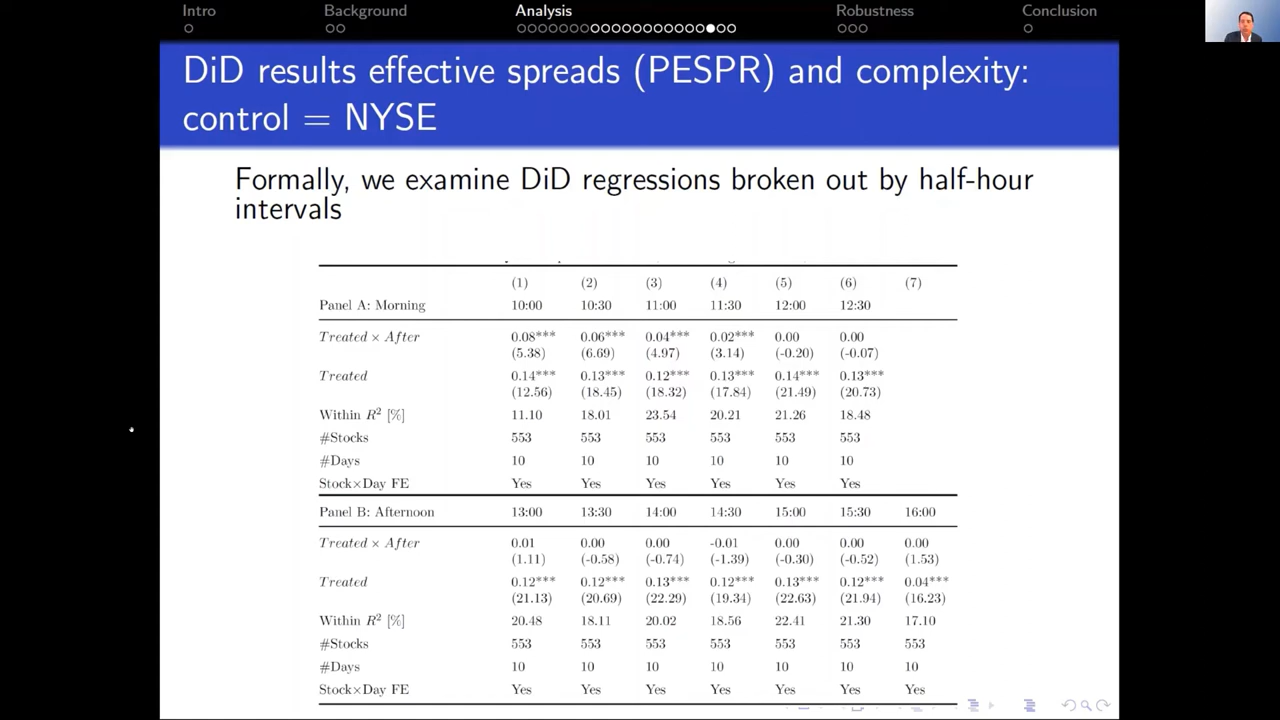 Intro Background Analysis Robustness Conclusion
DiD results effective spreads (PESPR) and complexity:
control = NYSE
Formally, we examine DiD regressions broken out by half-hour
intervals
(1) (2) (3) (4) (5) (6) (7)
Panel A: Morning 10:00 10:30 11:00 11:30 12:00 12:30
Treated × After 0.08*** 0.06*** 0.04*** 0.02*** 0.00 0.00
(5.38) (6.69) (4.97) (3.14) (-0.20) (-0.07)
Treated 0.14*** 0.13*** 0.12*** 0.13*** 0.14*** 0.13***
(12.56) (18.45) (18.32) (17.84) (21.49) (20.73)
Within R² [%] 11.10 18.01 23.54 20.21 21.26 18.48
#Stocks 553 553 553 553 553 553
#Days 10 10 10 10 10 10
Stock×Day FE Yes Yes Yes Yes Yes Yes
Panel B: Afternoon 13:00 13:30 14:00 14:30 15:00 15:30 16:00
Treated × After 0.01 0.00 0.00 -0.01 0.00 0.00 0.00
(1.11) (-0.58) (-0.74) (-1.39) (-0.30) (-0.52) (1.53)
Treated 0.12*** 0.12*** 0.13*** 0.12*** 0.13*** 0.12*** 0.04***
(21.13) (20.69) (22.29) (19.34) (22.63) (21.94) (16.23)
Within R² [%] 20.48 18.11 20.02 18.56 22.41 21.30 17.10
#Stocks 553 553 553 553 553 553 553
#Days 10 10 10 10 10 10 10
Stock×Day FE Yes Yes Yes Yes Yes Yes Yes